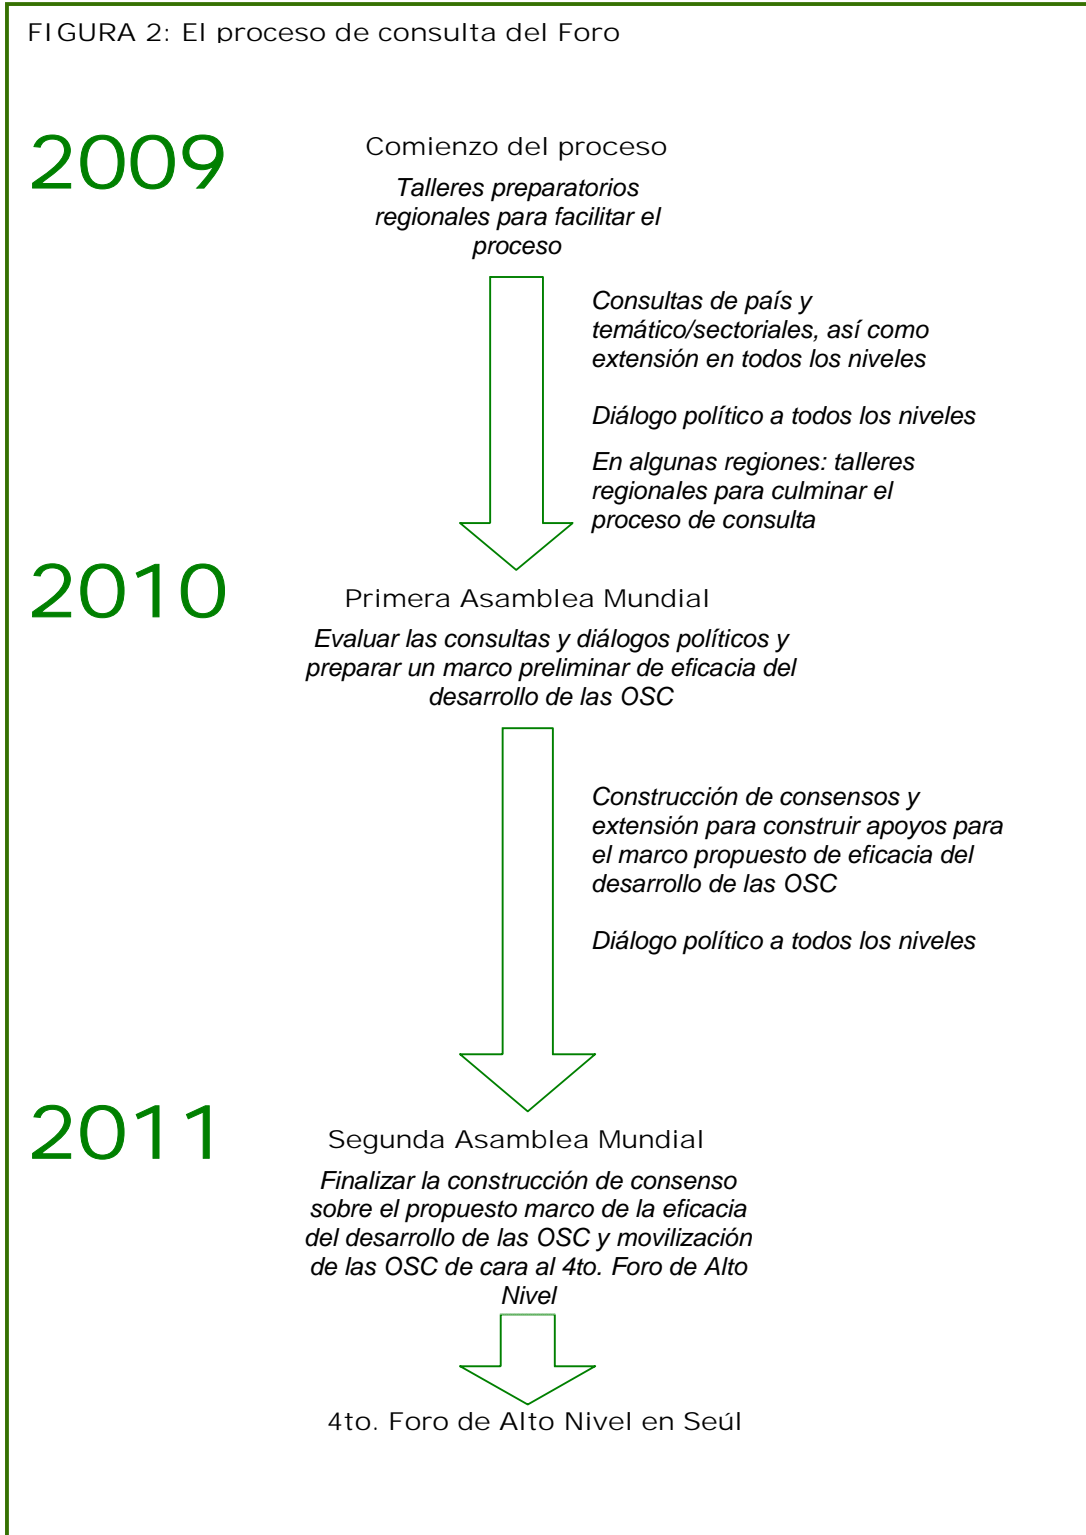 FIGURA 2: El proceso de consulta del Foro
2009
Comienzo del proceso
Talleres preparatorios
regionales para facilitar el
proceso
Consultas de país y
temático/sectoriales, así como
extensión en todos los niveles
Diálogo político a todos los niveles
En algunas regiones: talleres
regionales para culminar el
proceso de consulta
2010
Primera Asamblea Mundial
Evaluar las consultas y diálogos políticos y
preparar un marco preliminar de eficacia del
desarrollo de las OSC
Construcción de consensos y
extensión para construir apoyos para
el marco propuesto de eficacia del
desarrollo de las OSC
Diálogo político a todos los niveles
2011
Segunda Asamblea Mundial
Finalizar la construcción de consenso
sobre el propuesto marco de la eficacia
del desarrollo de las OSC y movilización
de las OSC de cara al 4to. Foro de Alto
Nivel
4to. Foro de Alto Nivel en Seúl